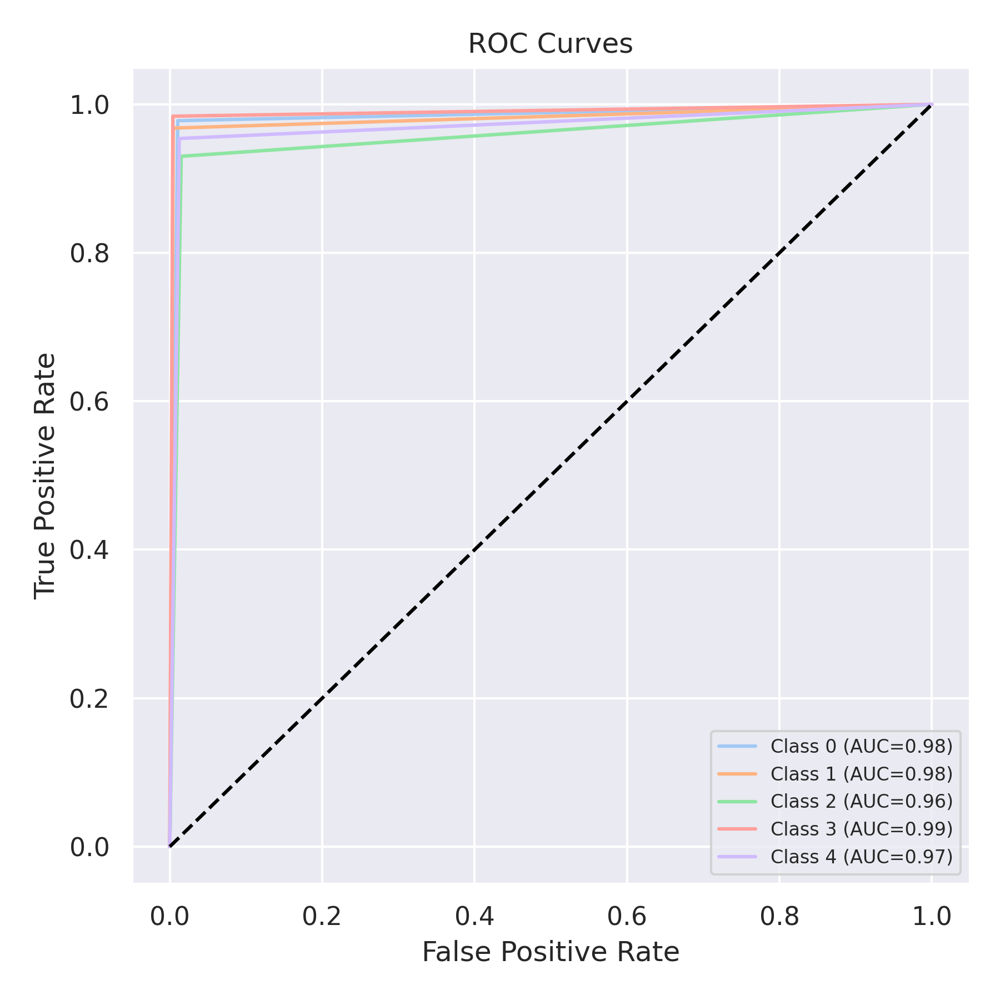 ROC Curves
1.0
0.8
0.6
0.4
0.2
0.0
True Positive Rate
Class 0 (AUC=0.98)
Class 1 (AUC=0.98)
Class 2 (AUC=0.96)
Class 3 (AUC=0.99)
Class 4 (AUC=0.97)
0.0 0.2 0.4 0.6 0.8 1.0
False Positive Rate